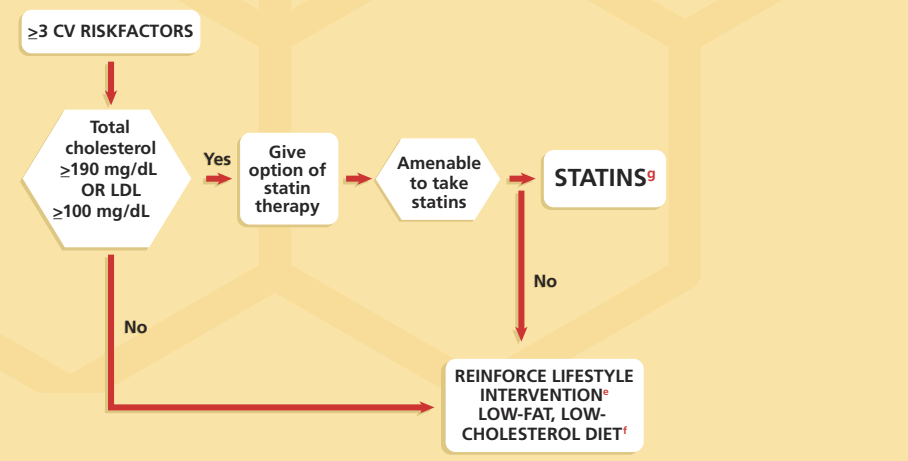 ≥3 CV RISKFACTORS
Total
cholesterol
≥190 mg/dL
OR LDL
≥100 mg/dL
Yes
Give
option of
statin
therapy
Amenable
to take
statins
STATINSg
No
No
REINFORCE LIFESTYLE
INTERVENTIONe
LOW-FAT, LOW-
CHOLESTEROL DIETf